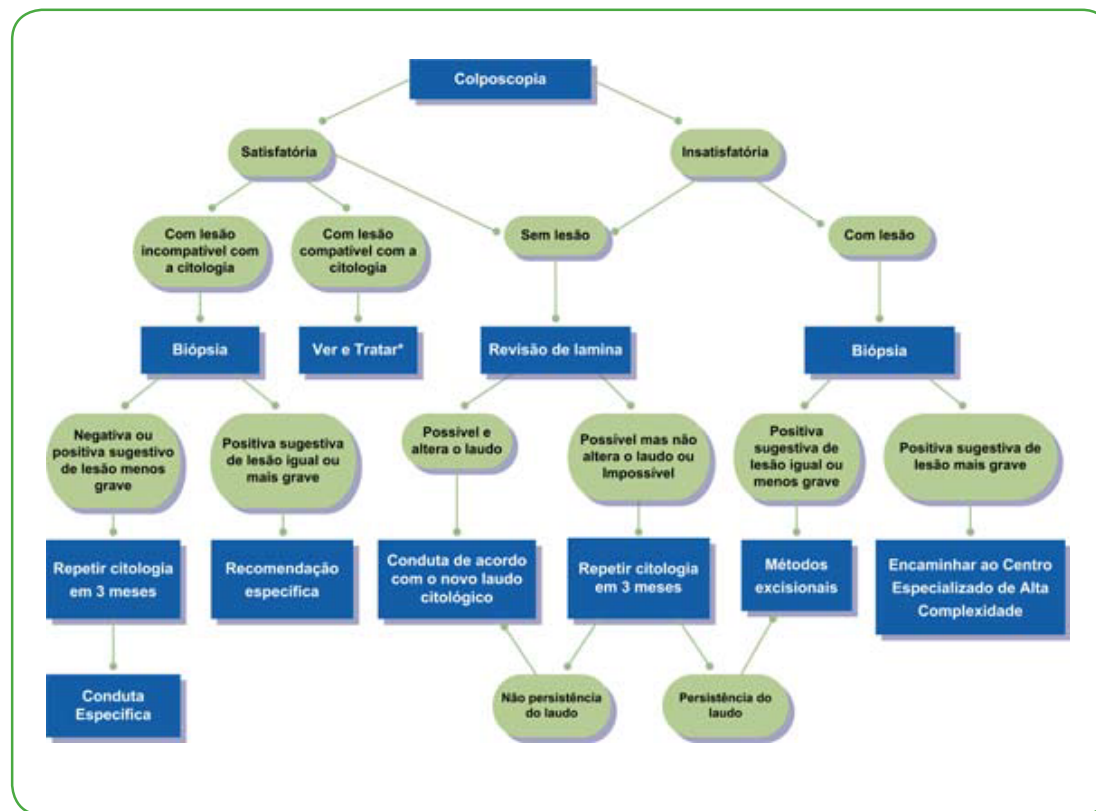 Colposcopia
Satisfatória
Insatisfatória
Com lesão
incompatível com
a citologia
Com lesão
compatível com a
citologia
Sem lesão
Com lesão
Biópsia
Ver e Tratar*
Revisão de lamina
Biópsia
Negativa ou
positiva sugestivo
de lesão menos
grave
Positiva sugestiva
de lesão igual ou
mais grave
Possível e
altera o laudo
Possível mas não
altera o laudo ou
Impossível
Positiva
sugestiva de
lesão igual ou
menos grave
Positiva sugestiva de
lesão mais grave
Repetir citologia
em 3 meses
Recomendação
específica
Conduta de acordo
com o novo laudo
citológico
Repetir citologia
em 3 meses
Métodos
excisionais
Encaminhar ao Centro
Especializado de Alta
Complexidade
Conduta
Específica
Não persistência
do laudo
Persistência do
laudo